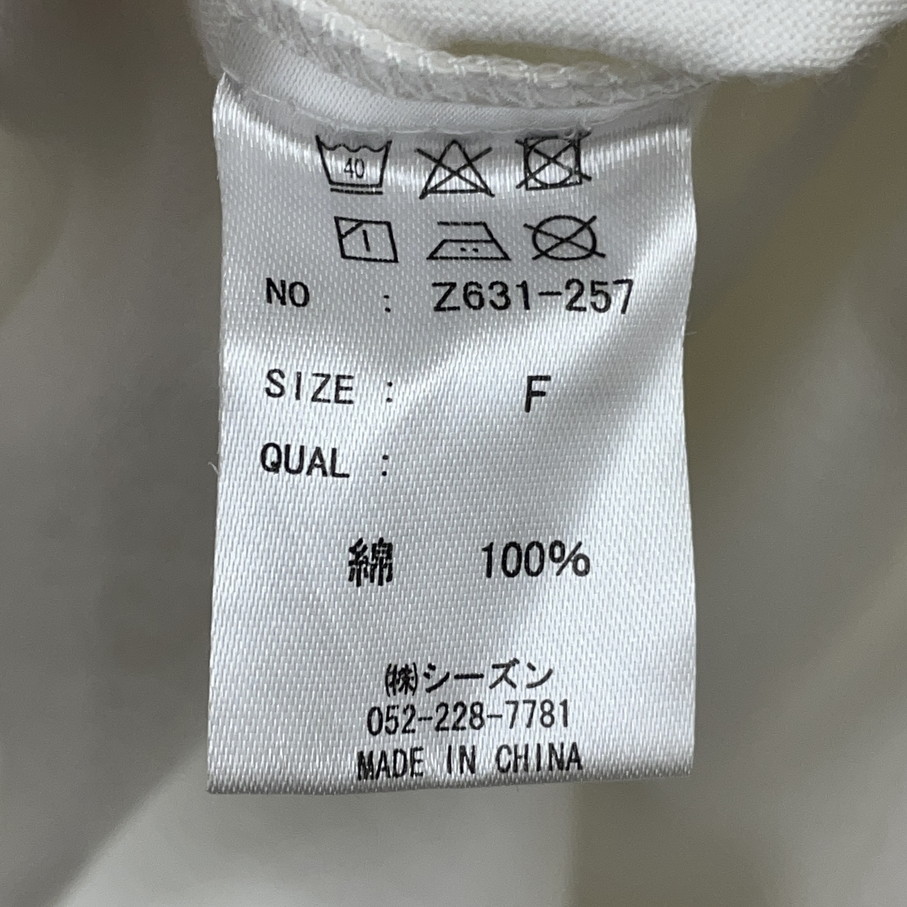 40
NO : Z631-257
SIZE : F
QUAL :
綿 100%
㈱シーズン
052-228-7781
MADE IN CHINA